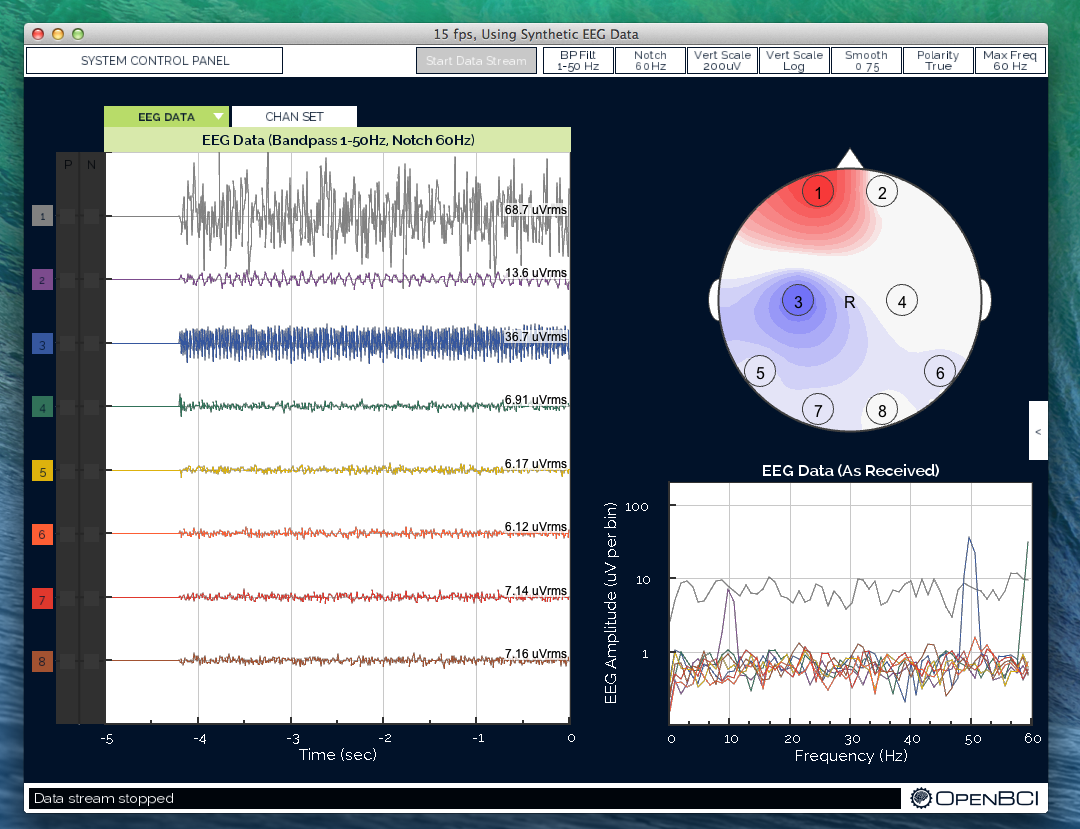 15 fps, Using Synthetic EEG Data
SYSTEM CONTROL PANEL
Start Data Stream
BP Filt
1-50 Hz
Notch
60Hz
Vert Scale
200uV
Vert Scale
Log
Smooth
0.75
Polarity
True
Max Freq
60 Hz
EEG DATA
CHAN SET
EEG Data (Bandpass 1-50Hz, Notch 60Hz)
P N
1
68.7 uVrms
2
13.6 uVrms
3
36.7 uVrms
4
6.91 uVrms
5
6.17 uVrms
6
6.12 uVrms
7
7.14 uVrms
8
7.16 uVrms
-5 -4 -3 -2 -1 0
Time (sec)
1 2
3 R 4
5 6
7 8
<
EEG Data (As Received)
EEG Amplitude (uV per bin)
100
10
1
0 10 20 30 40 50 60
Frequency (Hz)
Data stream stopped
OPENBCI